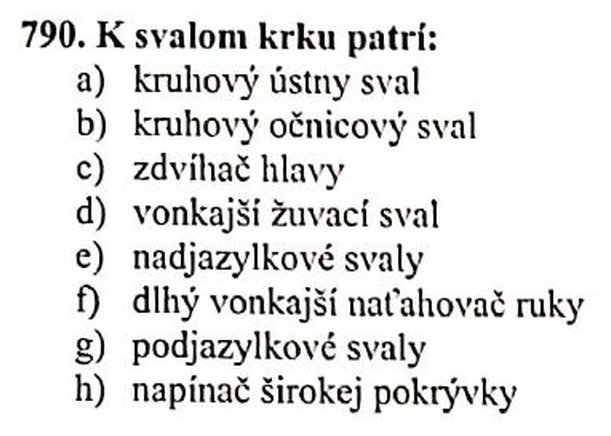 790. K svalom krku patrí:
a) kruhový ústny sval
b) kruhový očnicový sval
c) zdvíhač hlavy
d) vonkajší žuvací sval
e) nadjazylkové svaly
f) dlhý vonkajší naťahovač ruky
g) podjazylkové svaly
h) napínač širokej pokrývky